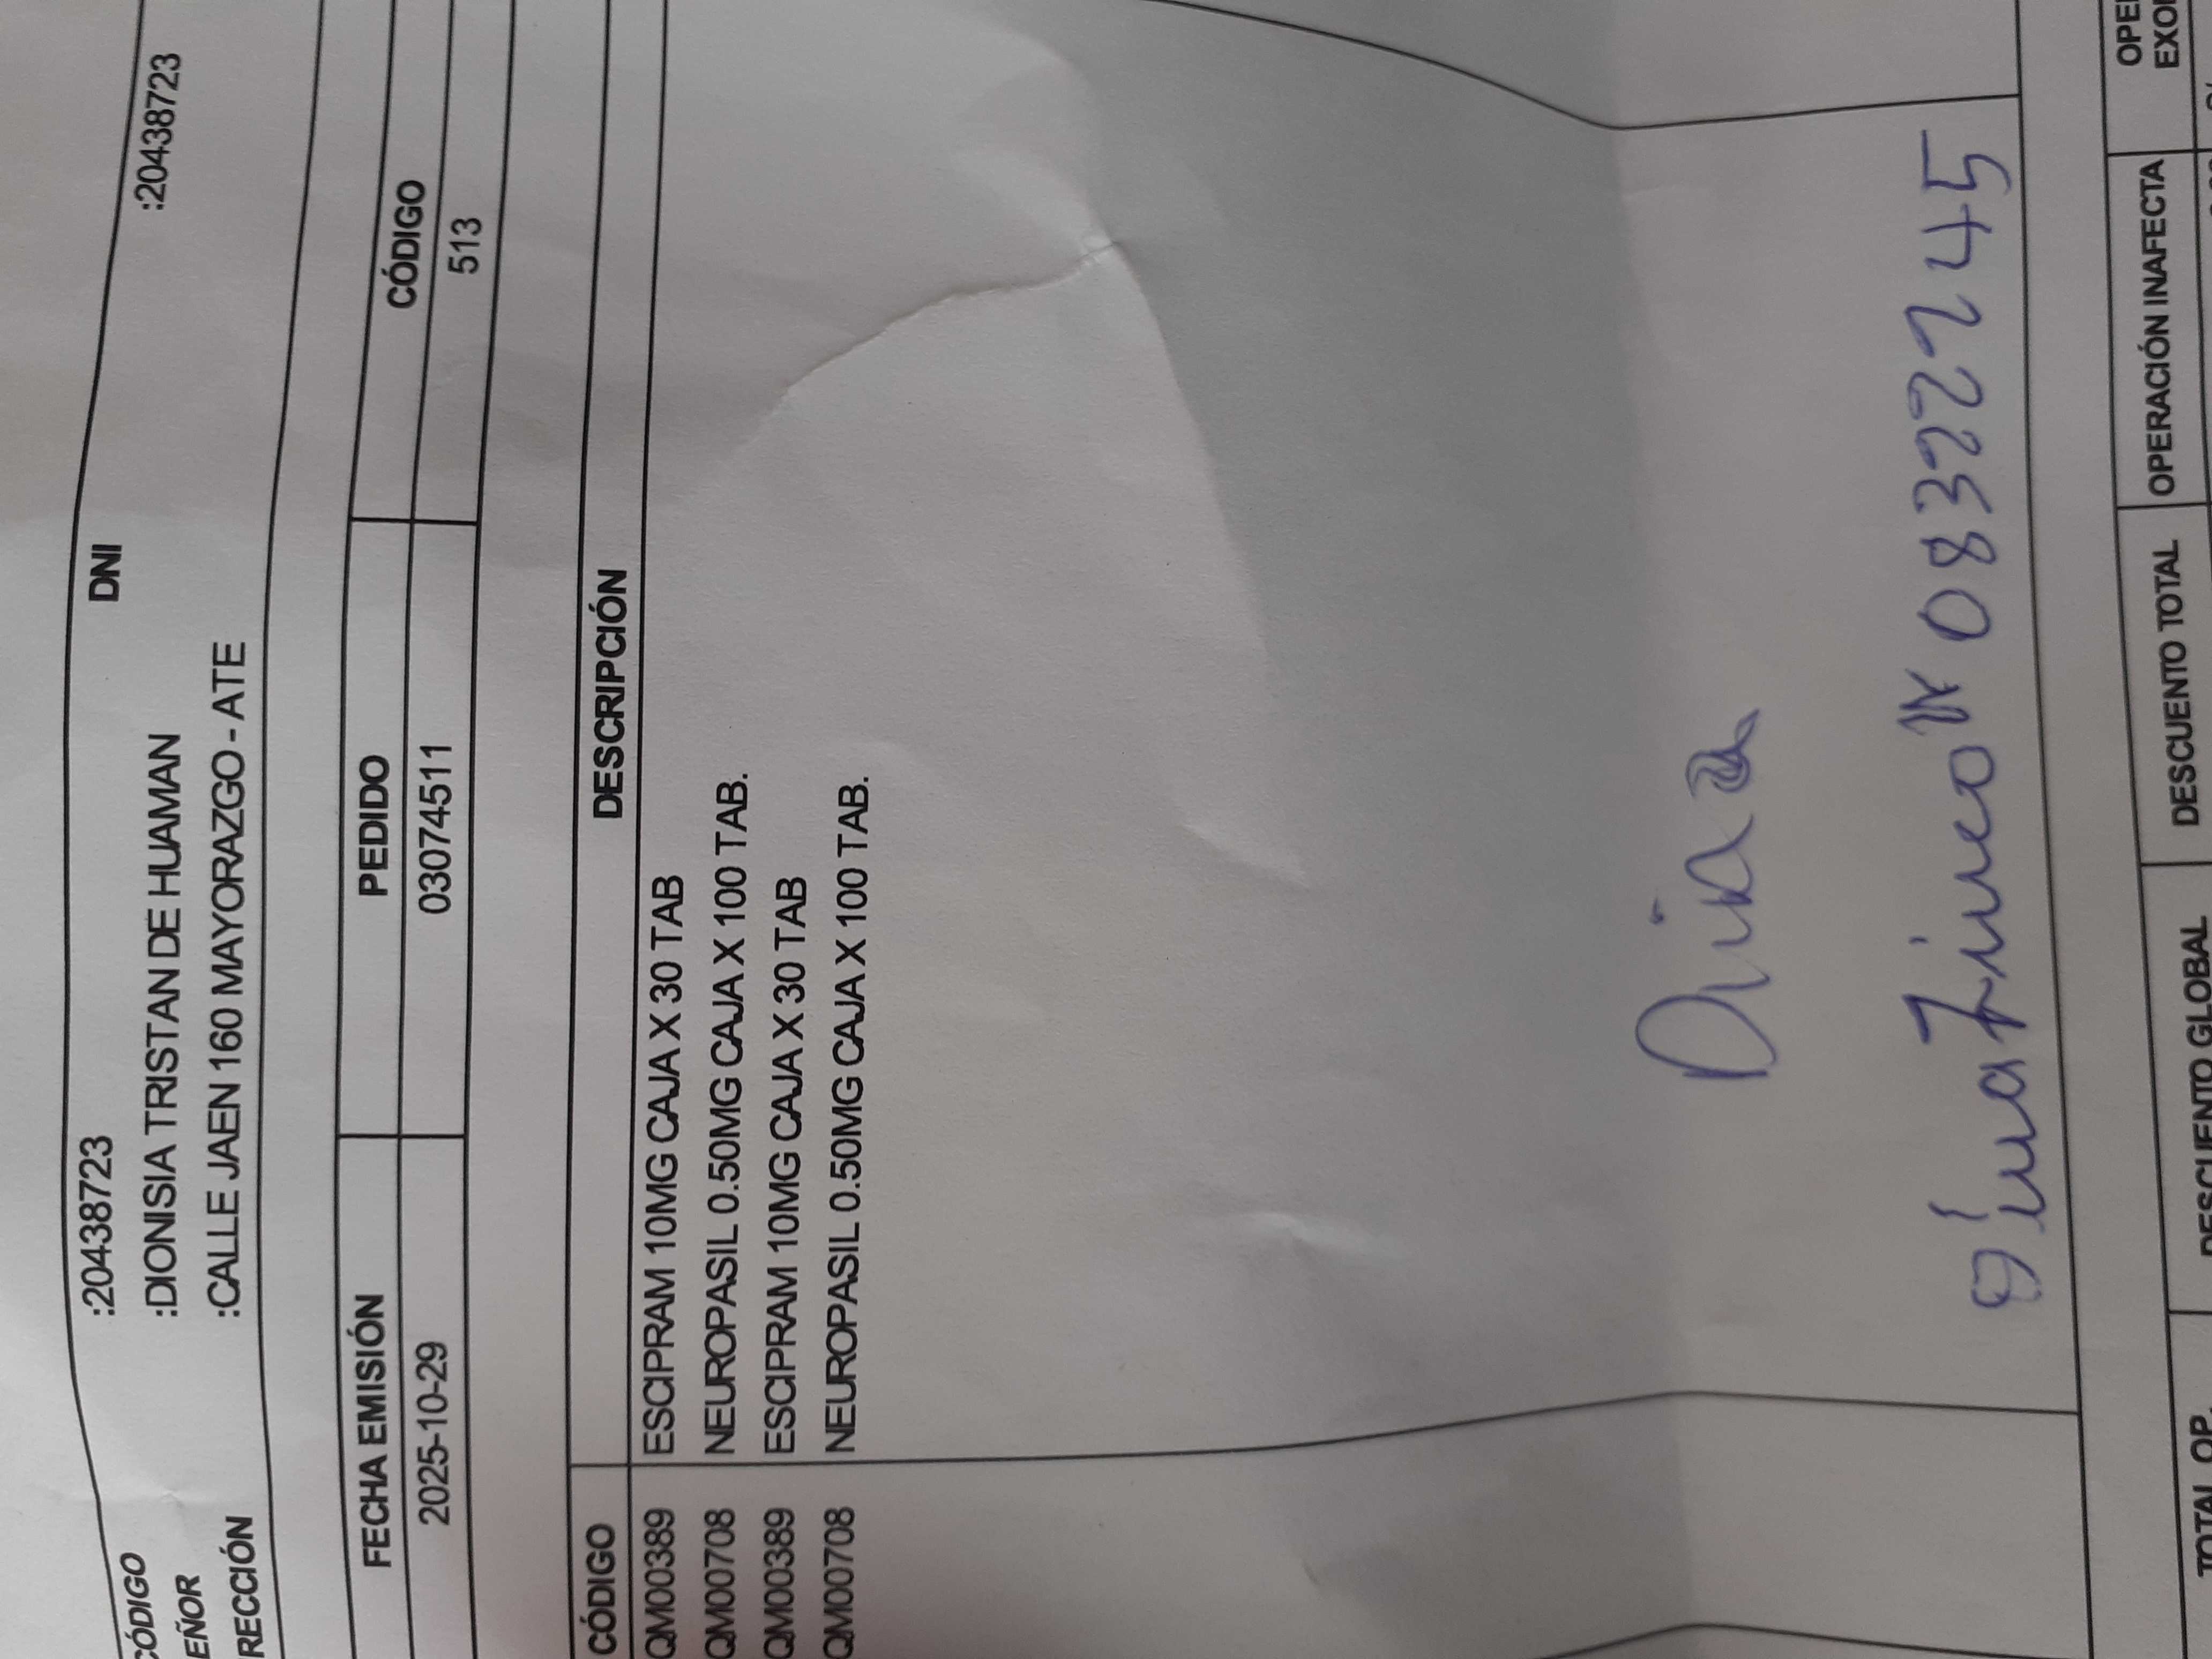 CÓDIGO :20438723 DNI :20438723
EÑOR :DIONISIA TRISTAN DE HUAMAN
RECCIÓN :CALLE JAEN 160 MAYORAZGO - ATE
FECHA EMISIÓN PEDIDO CÓDIGO
2025-10-29 03074511 513
CÓDIGO DESCRIPCIÓN
QM00389 ESCIPRAM 10MG CAJA X 30 TAB
QM00708 NEUROPASIL 0.50MG CAJA X 100 TAB.
QM00389 ESCIPRAM 10MG CAJA X 30 TAB
QM00708 NEUROPASIL 0.50MG CAJA X 100 TAB.
08322245
TOTAL OP. DESCUENTO GLOBAL DESCUENTO TOTAL OPERACIÓN INAFECTA